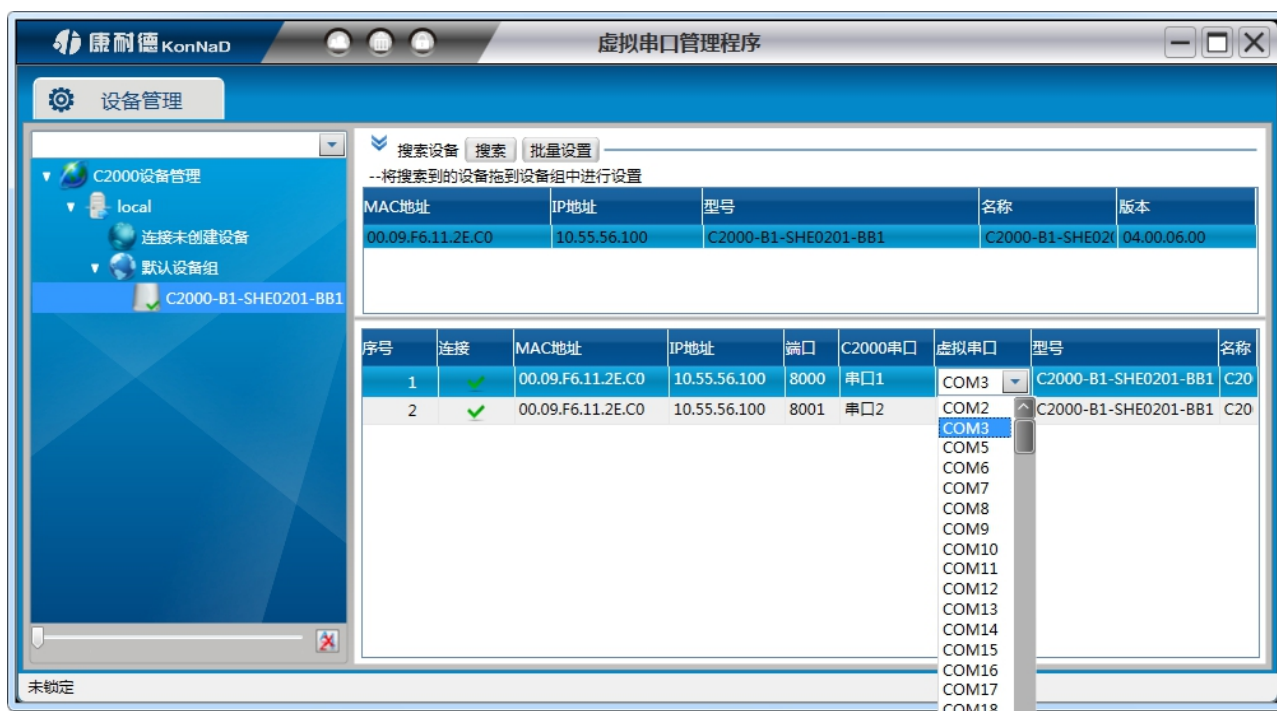 康耐德 KonNaD
虚拟串口管理程序
设备管理
C2000设备管理
local
连接未创建设备
默认设备组
C2000-B1-SHE0201-BB1
搜索设备 搜索 批量设置
--将搜索到的设备拖到设备组中进行设置
MAC地址 IP地址 型号 名称 版本
00.09.F6.11.2E.C0 10.55.56.100 C2000-B1-SHE0201-BB1 C2000-B1-SHE020 04.00.06.00
序号 连接 MAC地址 IP地址 端口 C2000串口 虚拟串口 型号 名称
1 00.09.F6.11.2E.C0 10.55.56.100 8000 串口1 COM3 C2000-B1-SHE0201-BB1 C20
2 00.09.F6.11.2E.C0 10.55.56.100 8001 串口2 C2000-B1-SHE0201-BB1 C20
COM2
COM3
COM5
COM6
COM7
COM8
COM9
COM10
COM11
COM12
COM13
COM14
COM15
COM16
COM17
COM18
未锁定